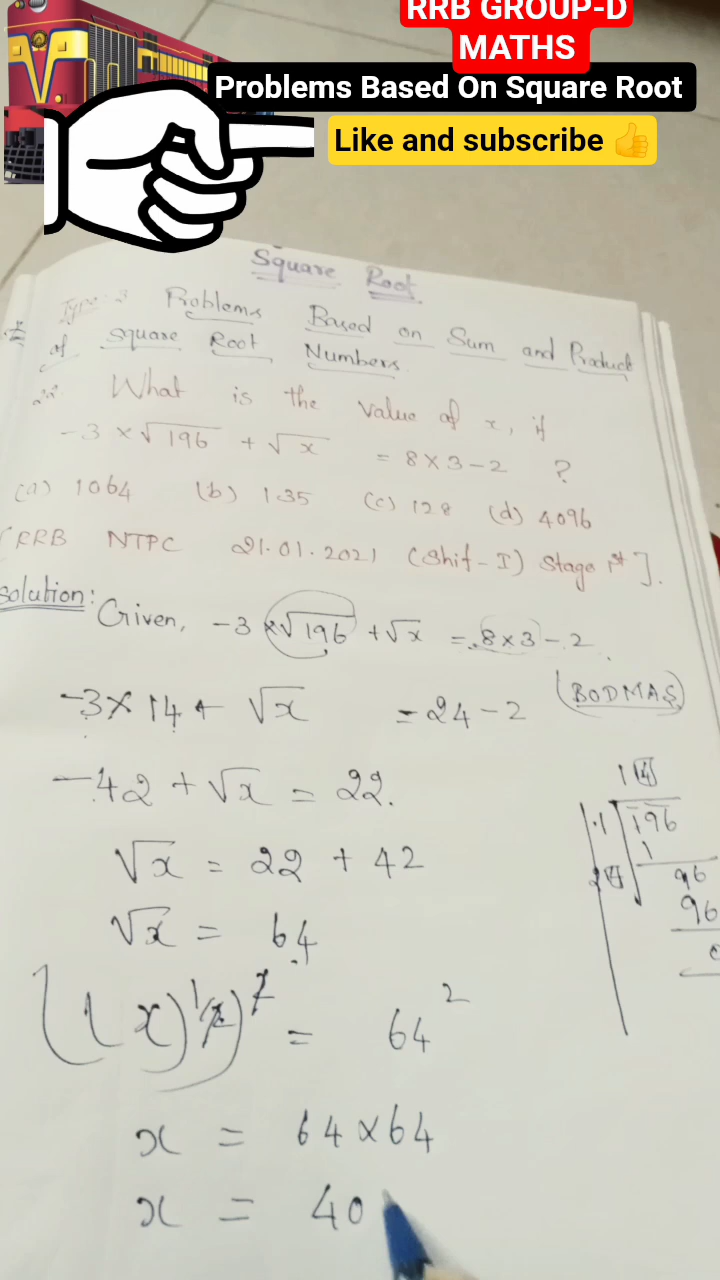 RRB GROUP-D
MATHS
Problems Based On Square Root
Like and subscribe 👍
Square Root
Type: 3 Problems Based on Sum and Product
of Square Root Numbers
22. What is the value of x, if
-3 × √196 + √x = 8×3-2 ?
(a) 1064 (b) 135 (c) 128 (d) 4096
[RRB NTPC 21.01.2021 (Shif-I) Stage Ist].
Solution:
Given, -3 ×√196 + √x = 8×3-2.
-3×14+ √x = 24-2 (BODMAS)
-42 + √x = 22.
√x = 22 + 42
√x = 64
((x)^1/2)^2 = 64^2
x = 64×64
x = 40
14
1 √196
1
24 96
96
0